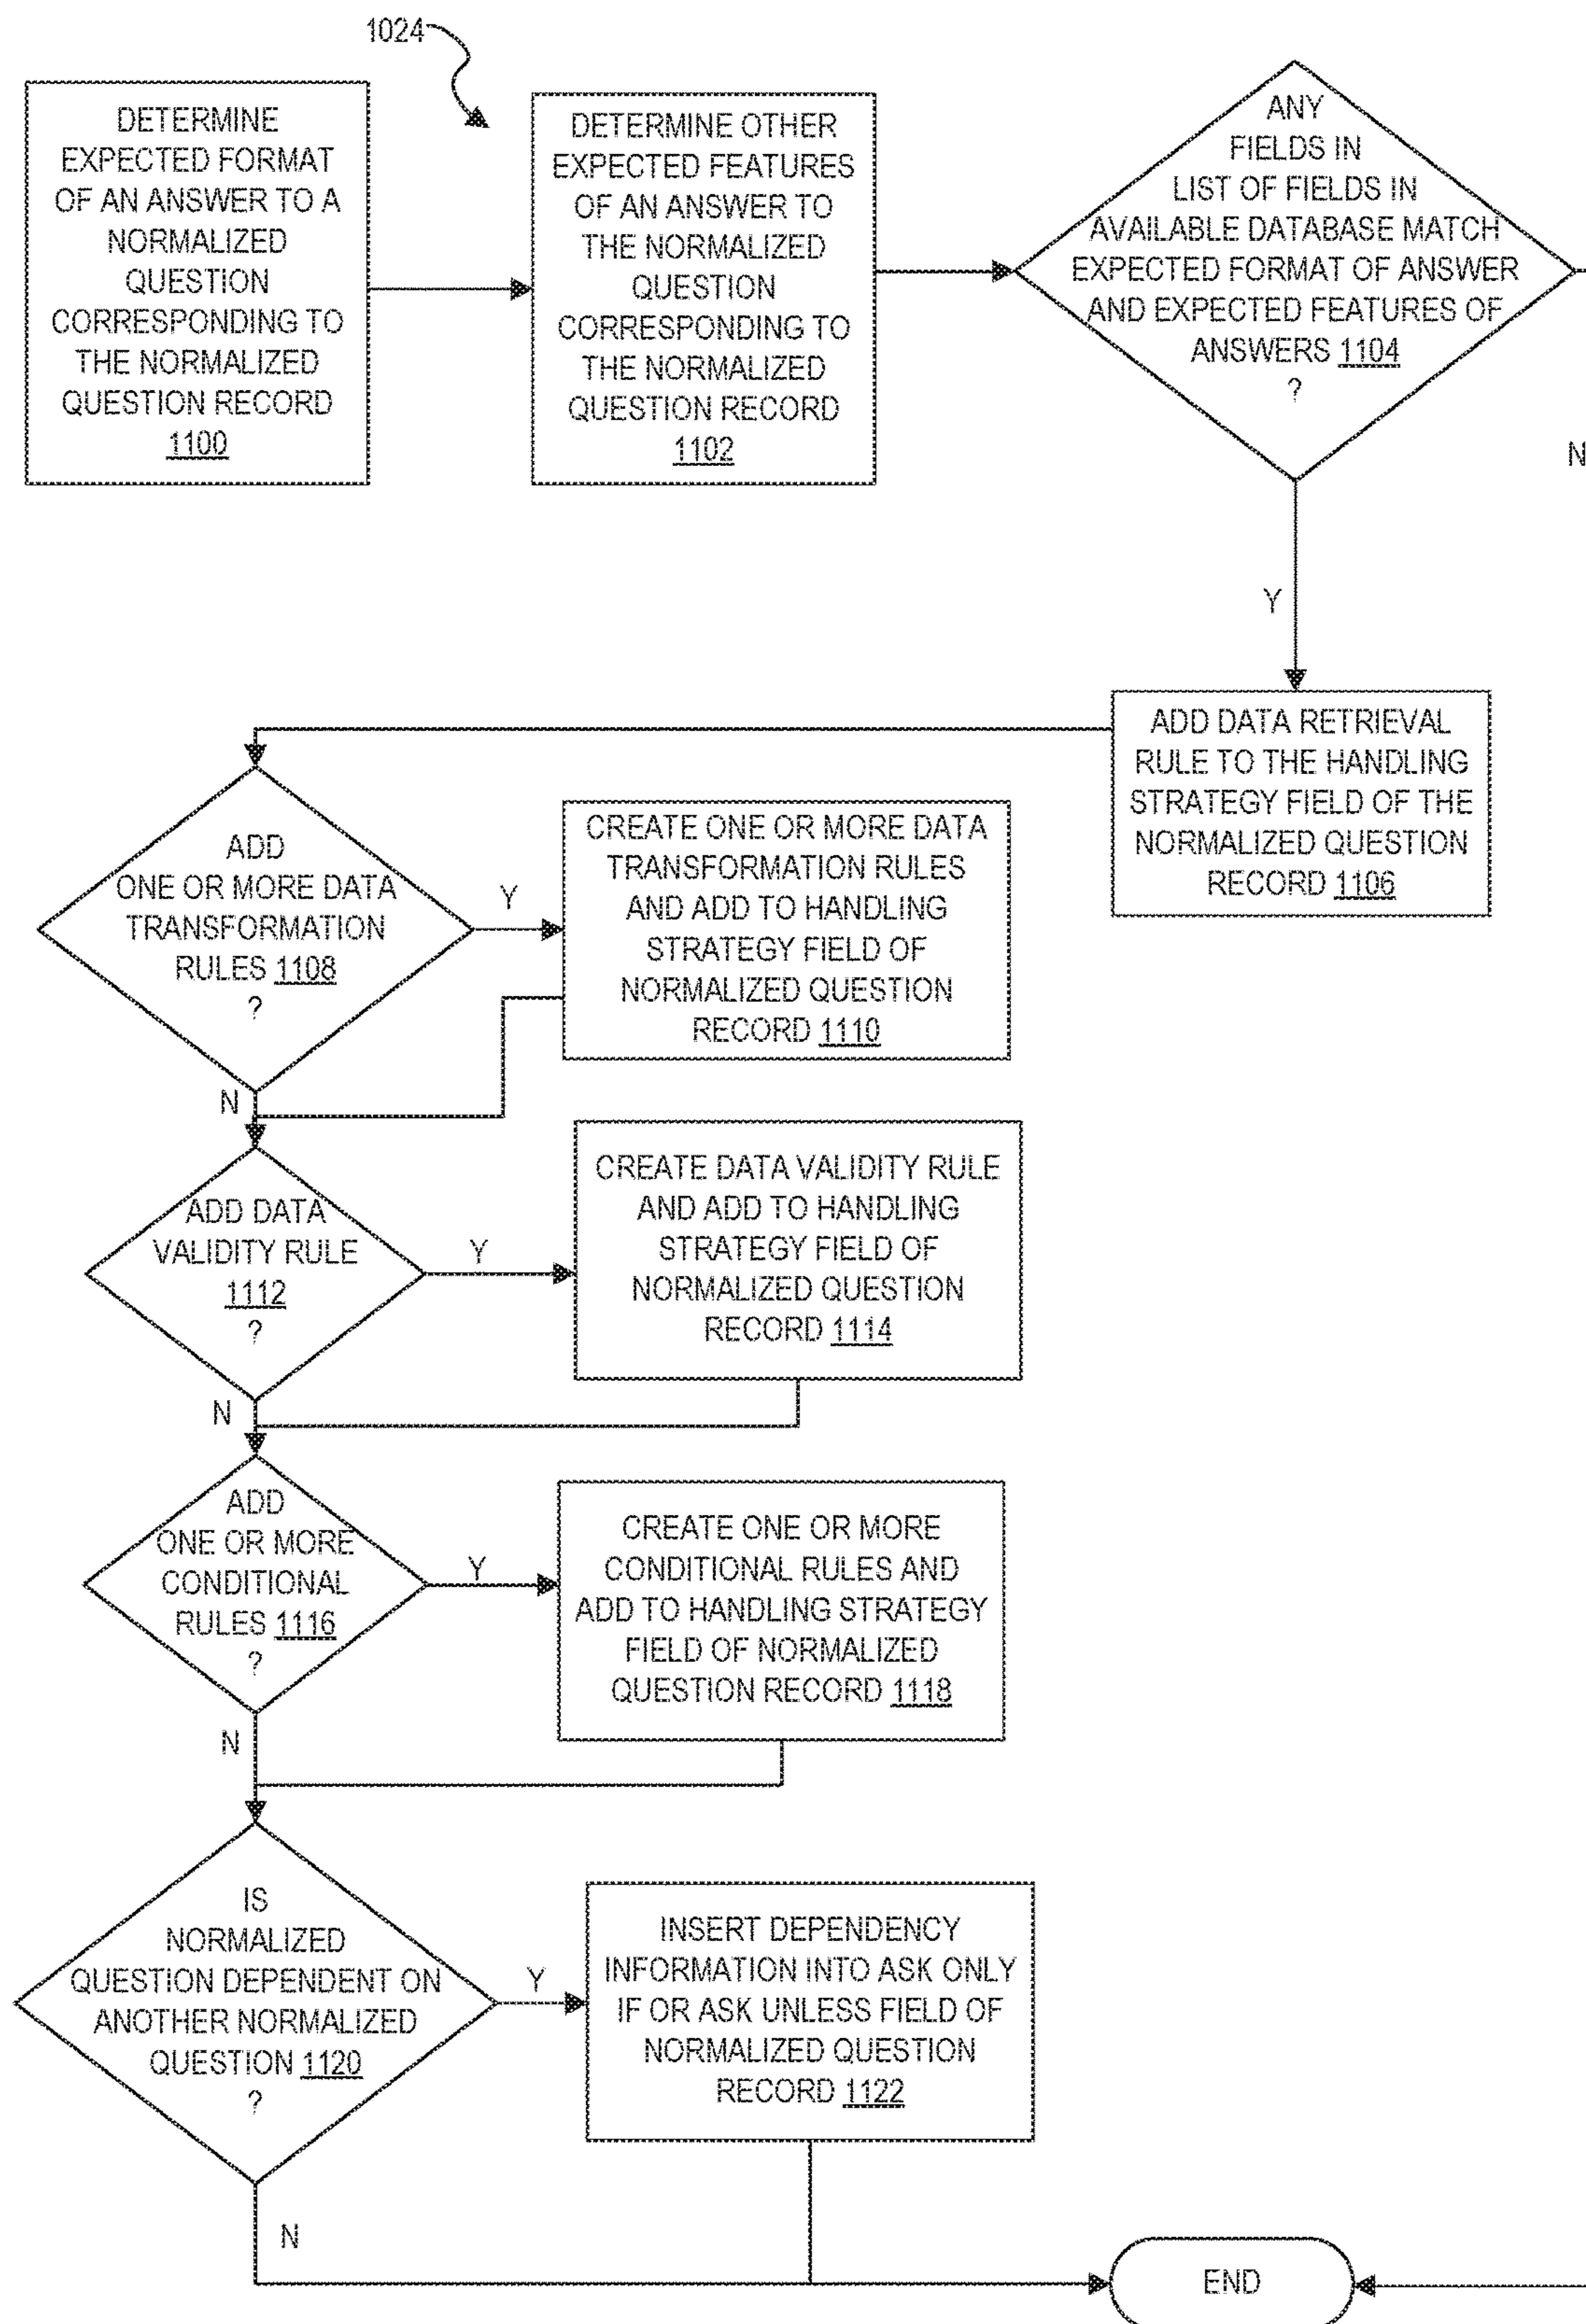 1024
DETERMINE
EXPECTED FORMAT
OF AN ANSWER TO A
NORMALIZED
QUESTION
CORRESPONDING TO
THE NORMALIZED
QUESTION RECORD
1100
DETERMINE OTHER
EXPECTED FEATURES
OF AN ANSWER TO
THE NORMALIZED
QUESTION
CORRESPONDING TO
THE NORMALIZED
QUESTION RECORD
1102
ANY
FIELDS IN
LIST OF FIELDS IN
AVAILABLE DATABASE MATCH
EXPECTED FORMAT OF ANSWER
AND EXPECTED FEATURES OF
ANSWERS 1104
?
N
Y
ADD DATA RETRIEVAL
RULE TO THE HANDLING
STRATEGY FIELD OF THE
NORMALIZED QUESTION
RECORD 1106
ADD
ONE OR MORE DATA
TRANSFORMATION
RULES 1108
?
Y
CREATE ONE OR MORE DATA
TRANSFORMATION RULES
AND ADD TO HANDLING
STRATEGY FIELD OF
NORMALIZED QUESTION
RECORD 1110
N
ADD DATA
VALIDITY RULE
1112
?
Y
CREATE DATA VALIDITY RULE
AND ADD TO HANDLING
STRATEGY FIELD OF
NORMALIZED QUESTION
RECORD 1114
N
ADD
ONE OR MORE
CONDITIONAL
RULES 1116
?
Y
CREATE ONE OR MORE
CONDITIONAL RULES AND
ADD TO HANDLING STRATEGY
FIELD OF NORMALIZED
QUESTION RECORD 1118
N
IS
NORMALIZED
QUESTION DEPENDENT ON
ANOTHER NORMALIZED
QUESTION 1120
?
Y
INSERT DEPENDENCY
INFORMATION INTO ASK ONLY
IF OR ASK UNLESS FIELD OF
NORMALIZED QUESTION
RECORD 1122
N
END